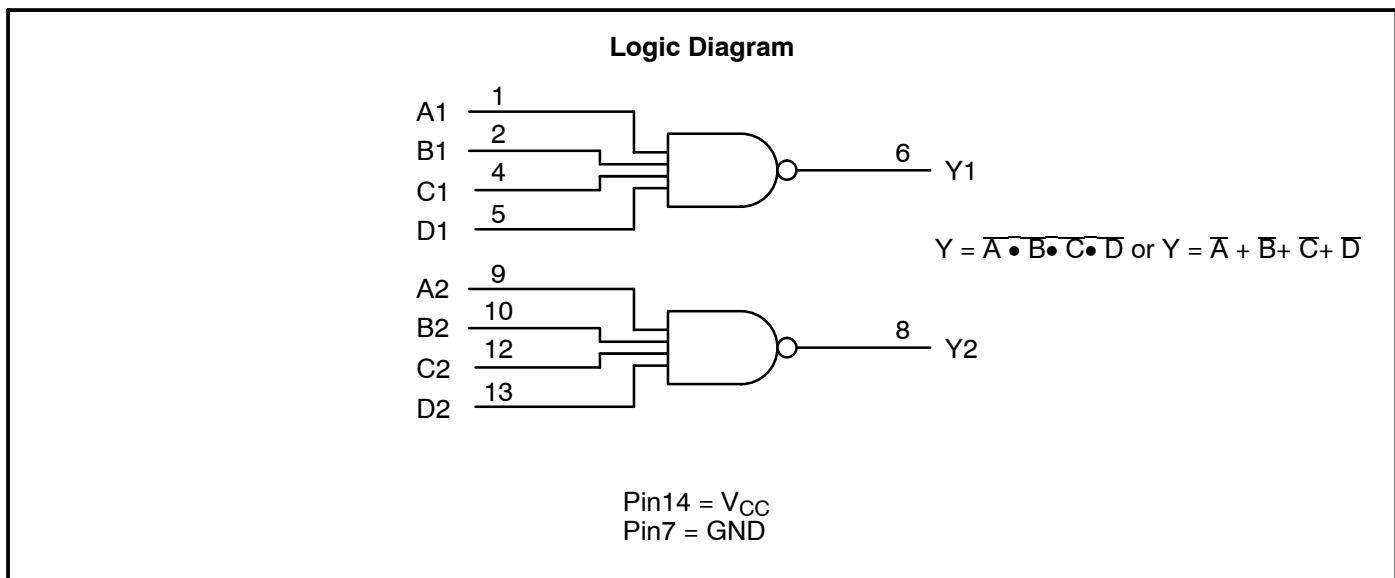 Logic Diagram
A1 1
B1 2
C1 4
D1 5
6 Y1
Y = A̅ ̅•̅ ̅B̅•̅ ̅C̅•̅ ̅D̅ or Y = A̅ + B̅+ C̅+ D̅
A2 9
B2 10
C2 12
D2 13
8 Y2
Pin14 = VCC
Pin7 = GND